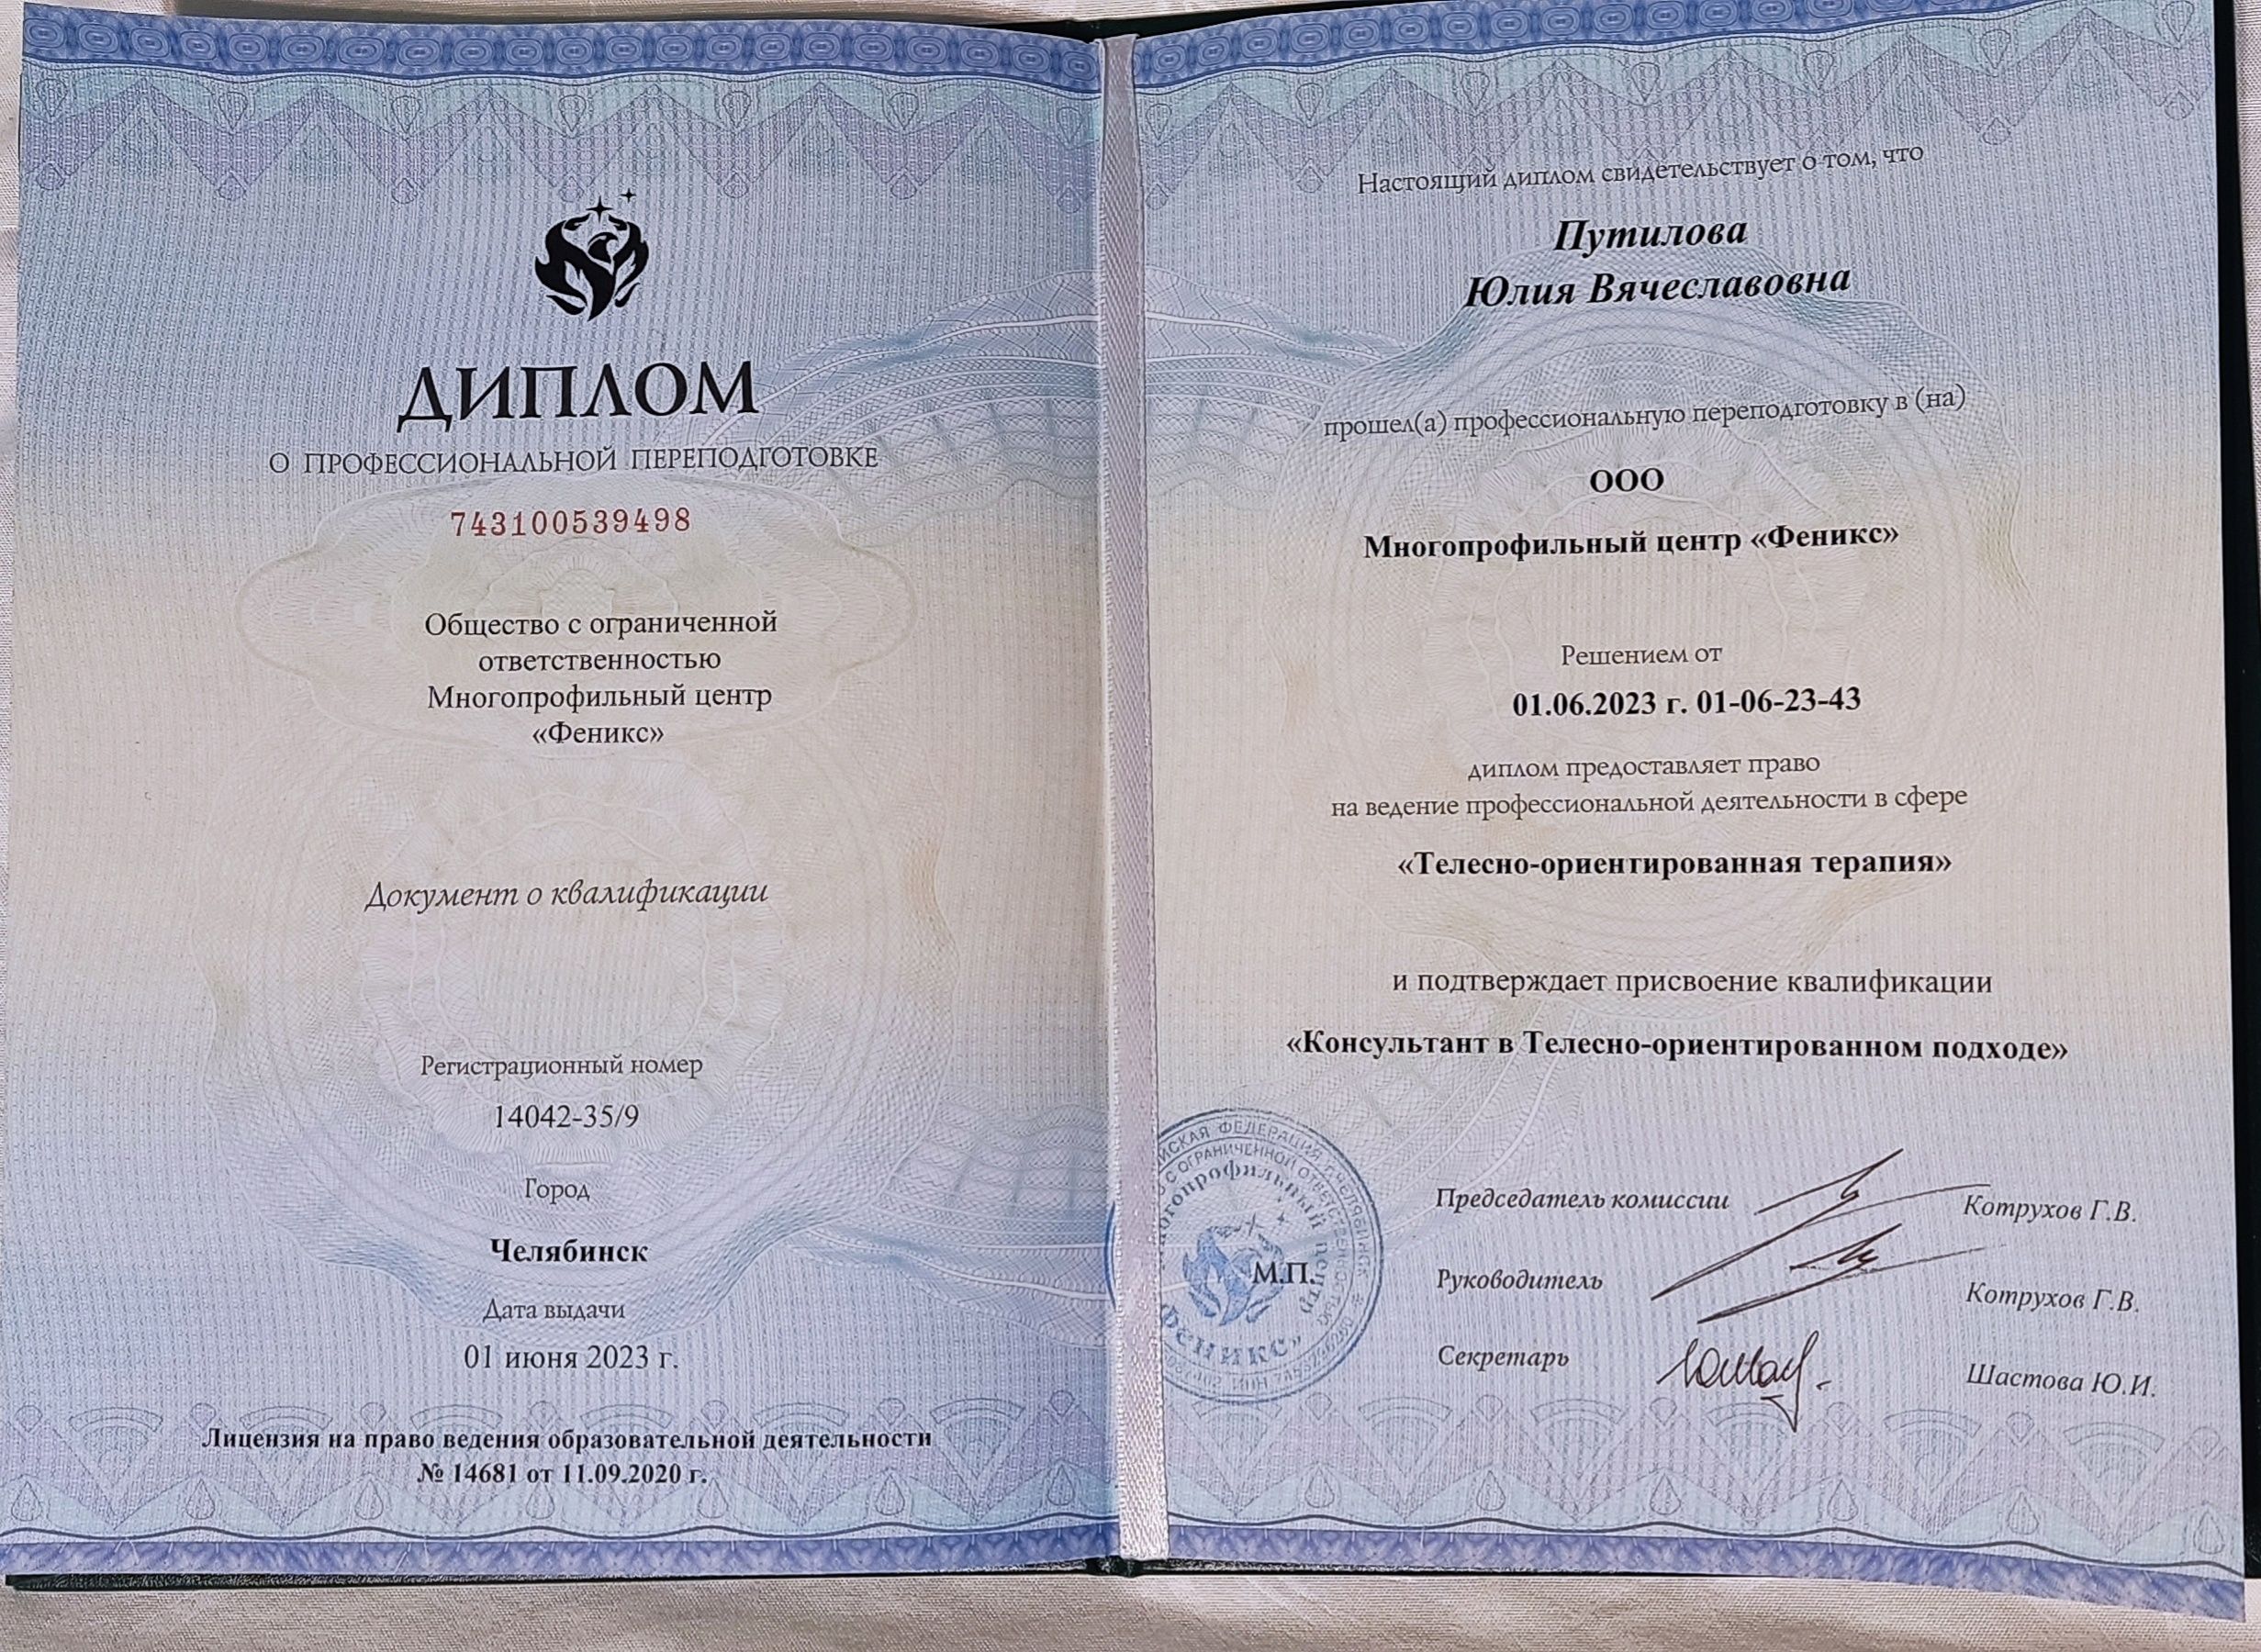 ДИПЛОМ
О ПРОФЕССИОНАЛЬНОЙ ПЕРЕПОДГОТОВКЕ
743100539498
Общество с ограниченной
ответственностью
Многопрофильный центр
«Феникс»
Документ о квалификации
Регистрационный номер
14042-35/9
Город
Челябинск
Дата выдачи
01 июня 2023 г.
Лицензия на право ведения образовательной деятельности
№ 14681 от 11.09.2020 г.
Настоящий диплом свидетельствует о том, что
Путилова
Юлия Вячеславовна
прошел(а) профессиональную переподготовку в (на)
ООО
Многопрофильный центр «Феникс»
Решением от
01.06.2023 г. 01-06-23-43
диплом предоставляет право
на ведение профессиональной деятельности в сфере
«Телесно-ориентированная терапия»
и подтверждает присвоение квалификации
«Консультант в Телесно-ориентированном подходе»
Председатель комиссии Котрухов Г.В.
М.П.
Руководитель Котрухов Г.В.
Секретарь Шастова Ю.И.
ФЕДЕРАЦИЯ Г.ЧЕЛЯБИНСК
С ОГРАНИЧЕННОЙ
центр